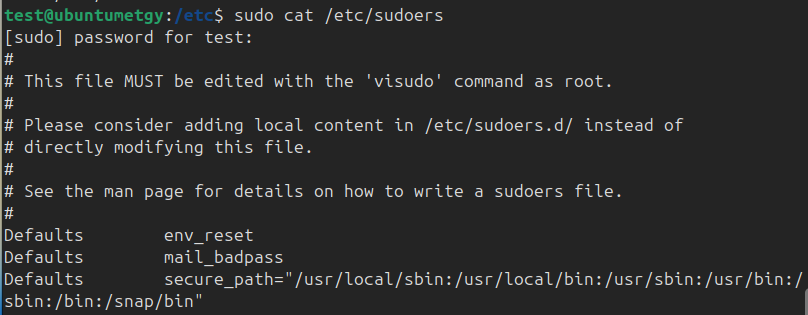 test@ubuntumetgy:/etc$ sudo cat /etc/sudoers
[sudo] password for test:
#
# This file MUST be edited with the 'visudo' command as root.
#
# Please consider adding local content in /etc/sudoers.d/ instead of
# directly modifying this file.
#
# See the man page for details on how to write a sudoers file.
#
Defaults        env_reset
Defaults        mail_badpass
Defaults        secure_path="/usr/local/sbin:/usr/local/bin:/usr/sbin:/usr/bin:/
sbin:/bin:/snap/bin"